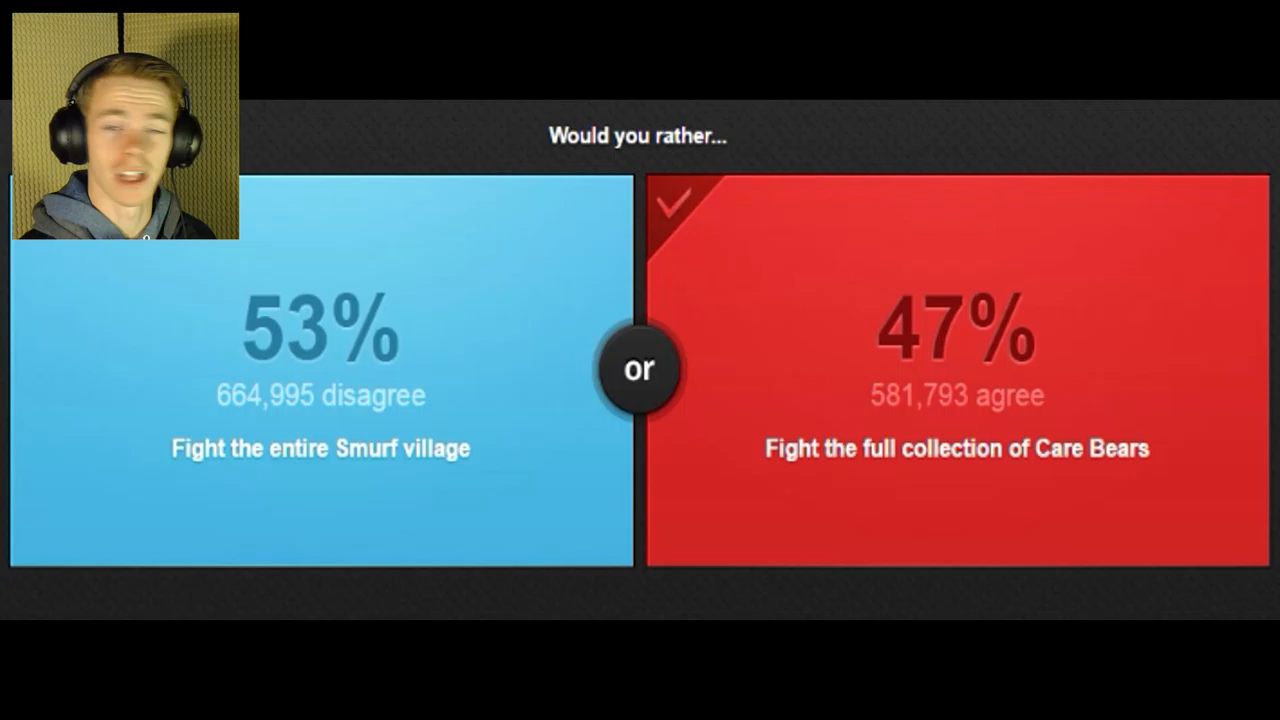 Would you rather...
53%
664,995 disagree
Fight the entire Smurf village
or
47%
581,793 agree
Fight the full collection of Care Bears